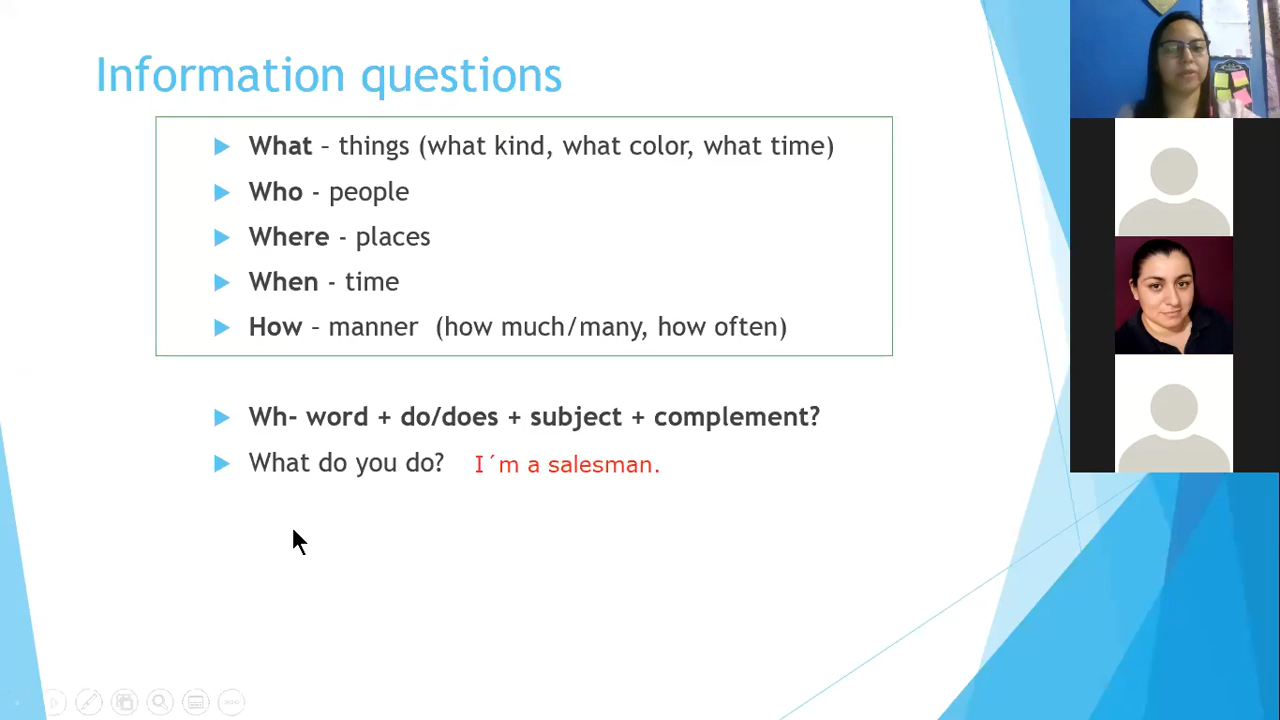 Information questions
What – things (what kind, what color, what time)
Who - people
Where - places
When - time
How – manner (how much/many, how often)
Wh- word + do/does + subject + complement?
What do you do? I´m a salesman.